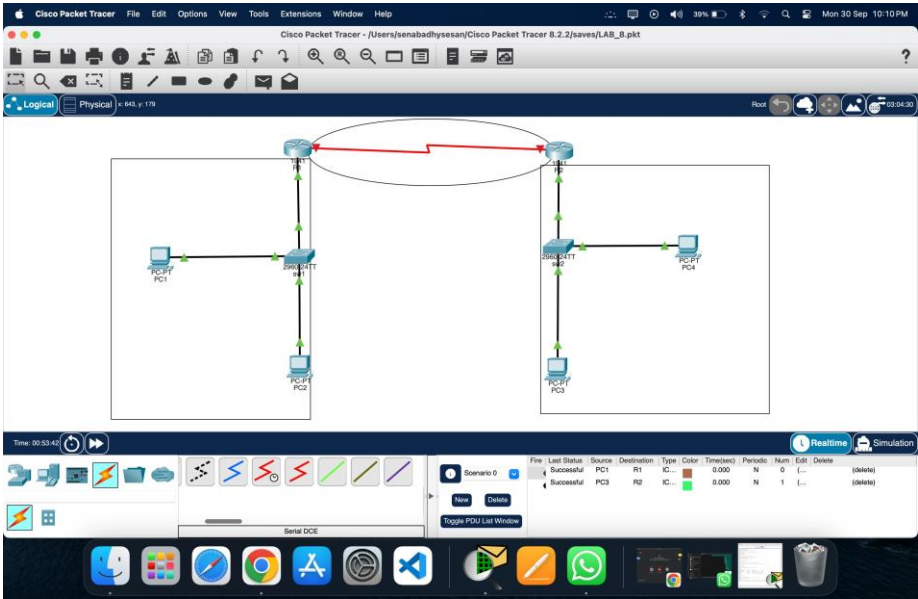 Cisco Packet Tracer File Edit Options View Tools Extensions Window Help 39% Mon 30 Sep 10:10 PM
Cisco Packet Tracer - /Users/senabadhysesan/Cisco Packet Tracer 8.2.2/saves/LAB_8.pkt
?
Logical Physical x: 643, y: 179 Root 03:04:30
1941
R1
1941
R2
2960-24TT
sw1
2960-24TT
sw2
PC-PT
PC1
PC-PT
PC4
PC-PT
PC2
PC-PT
PC3
Time: 00:53:42 Realtime Simulation
Fire Last Status Source Destination Type Color Time(sec) Periodic Num Edit Delete
Successful PC1 R1 IC... 0.000 N 0 (... (delete)
Successful PC3 R2 IC... 0.000 N 1 (... (delete)
Scenario 0
New Delete
Toggle PDU List Window
Serial DCE